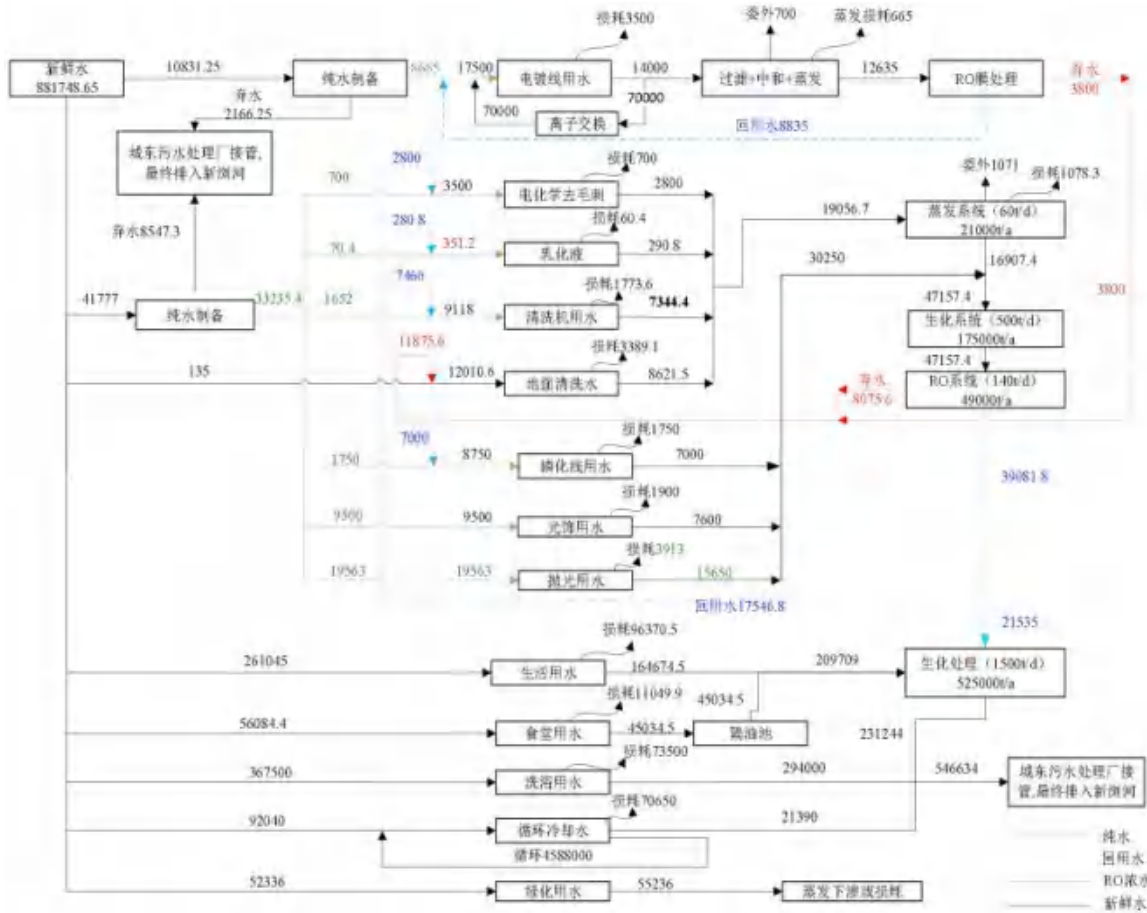 损耗3500
委外700
蒸发损耗665
新鲜水
881748.65
10831.25
纯水制备
8665
17500
电镀线用水
14000
过滤+中和+蒸发
12635
RO膜处理
弃水
3800
弃水
2166.25
70000
70000
离子交换
回用水8835
城东污水处理厂接管,
最终排入新浏河
2800
损耗700
700
3500
电化学去毛刺
2800
委外1071
损耗1078.3
280.8
损耗60.4
19056.7
蒸发系统（60t/d）
21000t/a
弃水8547.3
70.4
351.2
乳化液
290.8
30250
16907.4
7466
损耗1773.6
41777
纯水制备
33235.4
1652
9118
清洗机用水
7344.4
47157.4
3800
生化系统（500t/d）
175000t/a
11875.6
损耗3389.1
47157.4
135
12010.6
地面清洗水
8621.5
弃水
8075.6
RO系统（140t/d）
49000t/a
7000
损耗1750
1750
8750
磷化线用水
7000
39081.8
损耗1900
9500
9500
光饰用水
7600
损耗3913
19563
19563
抛光用水
15650
回用水17546.8
21535
损耗96370.5
261045
生活用水
164674.5
209709
生化处理（1500t/d）
525000t/a
损耗11049.9
45034.5
56084.4
食堂用水
45034.5
隔油池
231244
损耗73500
367500
洗浴用水
294000
546634
城东污水处理厂接
管,最终排入新浏河
损耗70650
92040
循环冷却水
21390
循环4588000
纯水
回用水
RO浓水
新鲜水
52336
绿化用水
55236
蒸发下渗或损耗